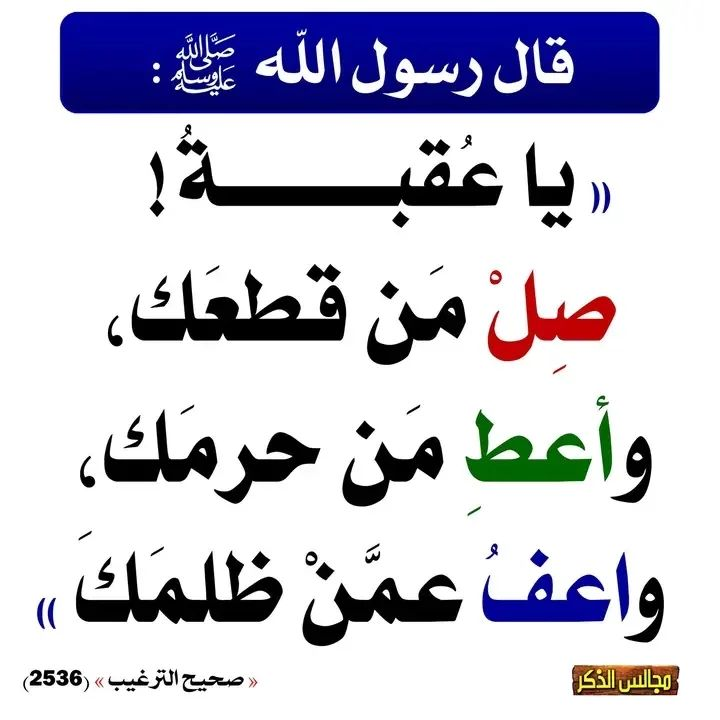 قال رسول الله ﷺ :
(( يا عُقبـــــــــةُ !
صِلْ مَن قطعَك،
وأعطِ مَن حرمَك،
واعفُ عمَّنْ ظلمَكَ ))
« صحيح الترغيب » (2536)
مجالس الذكر